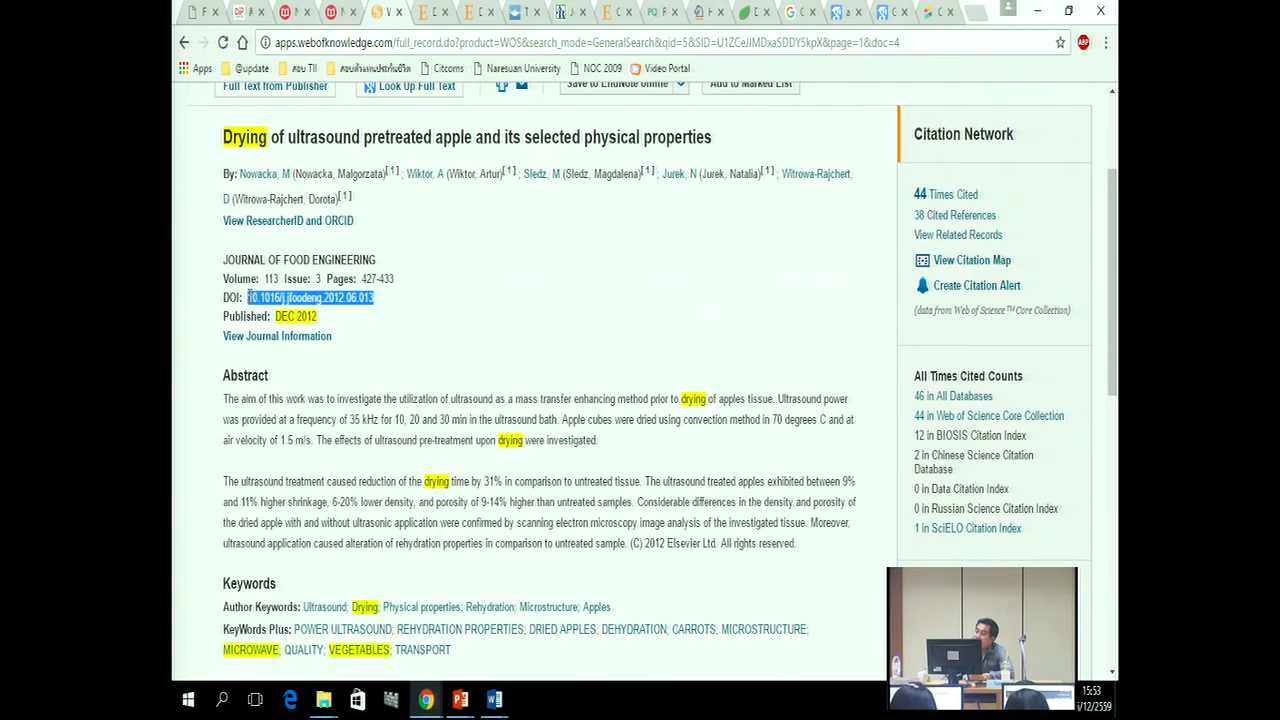 apps.webofknowledge.com/full_record.do?product=WOS&search_mode=GeneralSearch&qid=5&SID=U1ZCeJIMDxaSDDY5kpX&page=1&doc=4
Apps @update สอบ TII สอบตำแหน่งชีวิต Citcoms Naresuan University NOC 2009 Video Portal
Full Text from Publisher Look Up Full Text Save to EndNote Online Add to Marked List
Drying of ultrasound pretreated apple and its selected physical properties
By: Nowacka, M (Nowacka, Malgorzata)[ 1 ] ; Wiktor, A (Wiktor, Artur)[ 1 ] ; Sledz, M (Sledz, Magdalena)[ 1 ] ; Jurek, N (Jurek, Natalia)[ 1 ] ; Witrowa-Rajchert,
D (Witrowa-Rajchert, Dorota)[ 1 ]
View ResearcherID and ORCID
JOURNAL OF FOOD ENGINEERING
Volume: 113 Issue: 3 Pages: 427-433
DOI: 10.1016/j.jfoodeng.2012.06.013
Published: DEC 2012
View Journal Information
Abstract
The aim of this work was to investigate the utilization of ultrasound as a mass transfer enhancing method prior to drying of apples tissue. Ultrasound power
was provided at a frequency of 35 kHz for 10, 20 and 30 min in the ultrasound bath. Apple cubes were dried using convection method in 70 degrees C and at
air velocity of 1.5 m/s. The effects of ultrasound pre-treatment upon drying were investigated.
The ultrasound treatment caused reduction of the drying time by 31% in comparison to untreated tissue. The ultrasound treated apples exhibited between 9%
and 11% higher shrinkage, 6-20% lower density, and porosity of 9-14% higher than untreated samples. Considerable differences in the density and porosity of
the dried apple with and without ultrasonic application were confirmed by scanning electron microscopy image analysis of the investigated tissue. Moreover,
ultrasound application caused alteration of rehydration properties in comparison to untreated sample. (C) 2012 Elsevier Ltd. All rights reserved.
Keywords
Author Keywords: Ultrasound; Drying; Physical properties; Rehydration; Microstructure; Apples
KeyWords Plus: POWER ULTRASOUND; REHYDRATION PROPERTIES; DRIED APPLES; DEHYDRATION; CARROTS; MICROSTRUCTURE;
MICROWAVE; QUALITY; VEGETABLES; TRANSPORT
Citation Network
44 Times Cited
38 Cited References
View Related Records
View Citation Map
Create Citation Alert
(data from Web of Science™ Core Collection)
All Times Cited Counts
46 in All Databases
44 in Web of Science Core Collection
12 in BIOSIS Citation Index
2 in Chinese Science Citation
Database
0 in Data Citation Index
0 in Russian Science Citation Index
1 in SciELO Citation Index
15:53
/12/2559